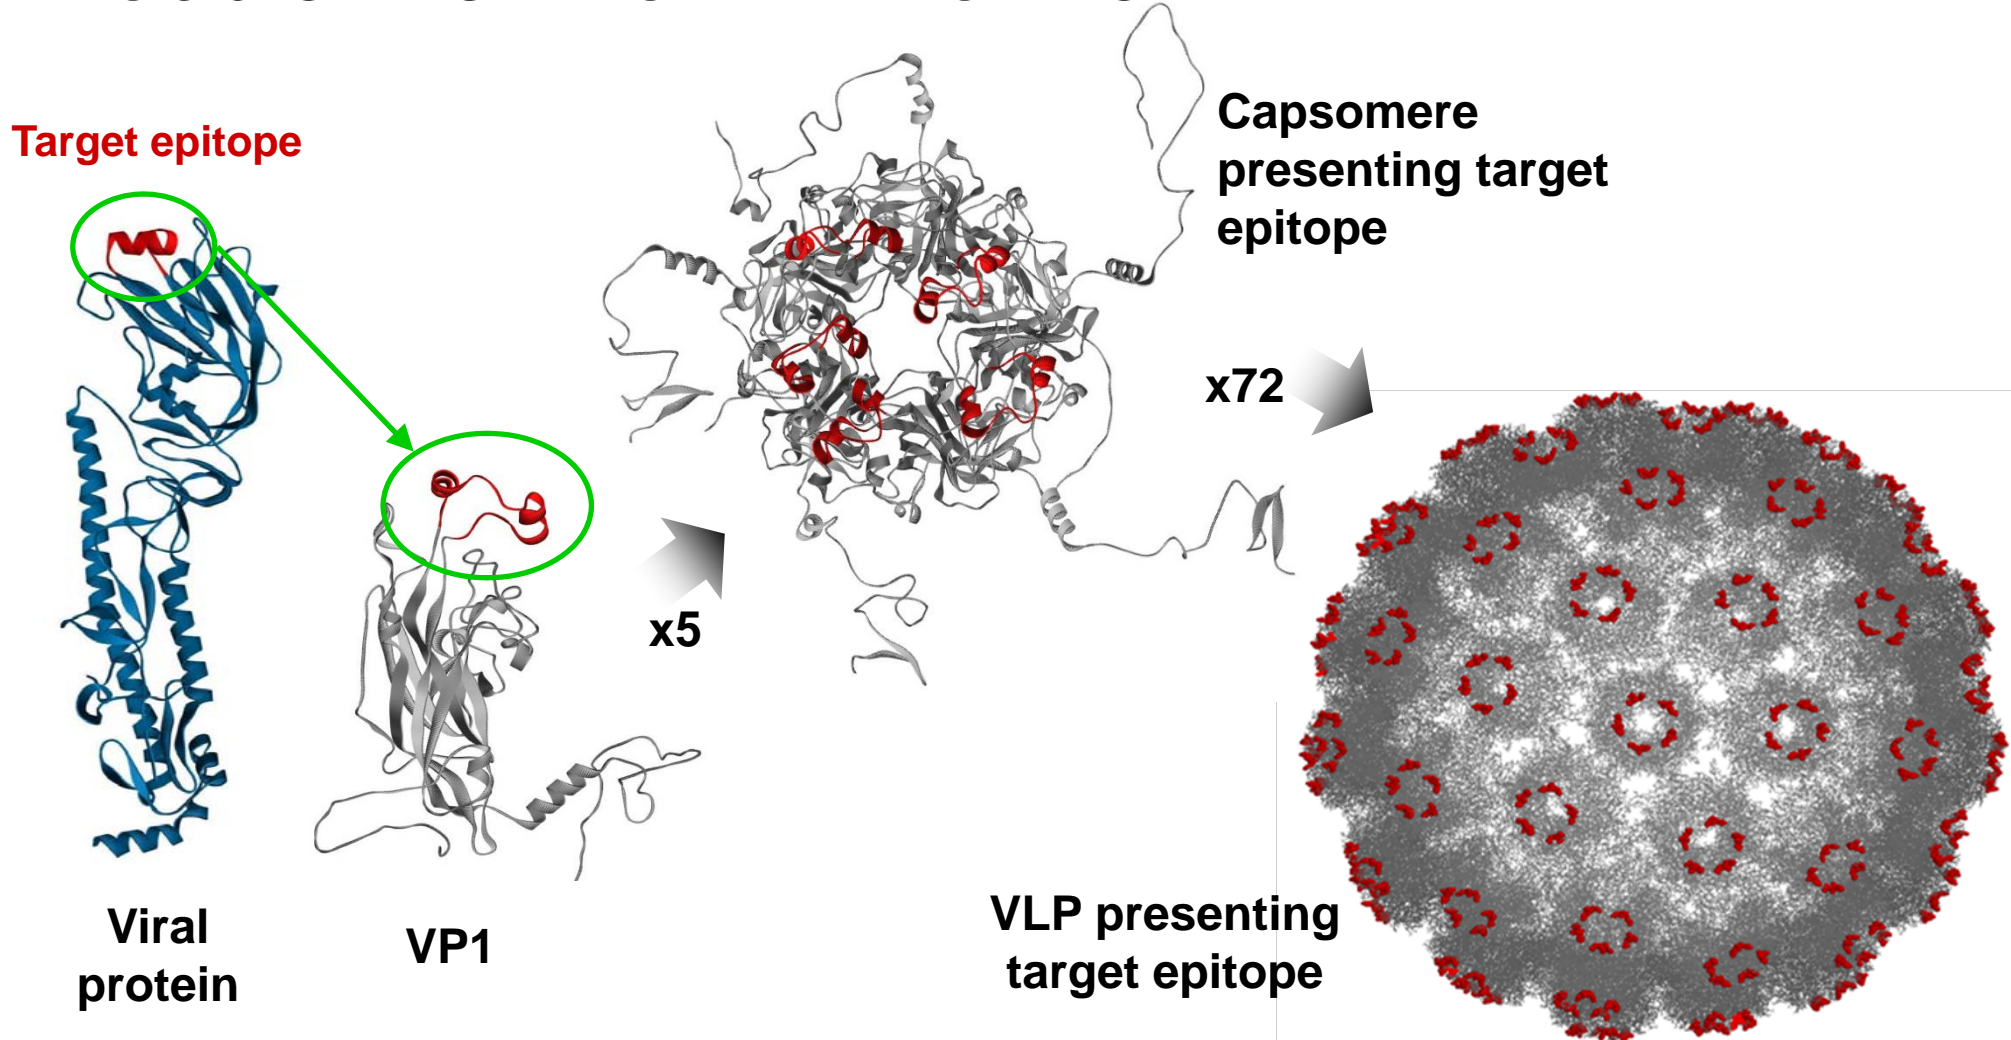 Target epitope
Capsomere
presenting target
epitope
x72
x5
Viral
protein
VP1
VLP presenting
target epitope